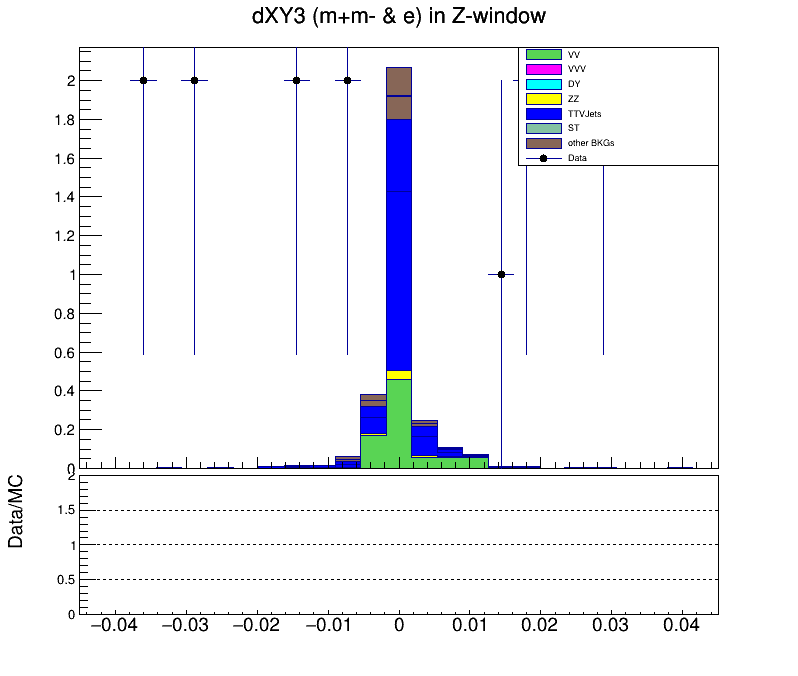 dXY3 (m+m- & e) in Z-window
VV
VVV
DY
ZZ
TTVJets
ST
other BKGs
Data
2
1.8
1.6
1.4
1.2
1
0.8
0.6
0.4
0.2
0
Data/MC
2
1.5
1
0.5
0
−0.04 −0.03 −0.02 −0.01 0 0.01 0.02 0.03 0.04